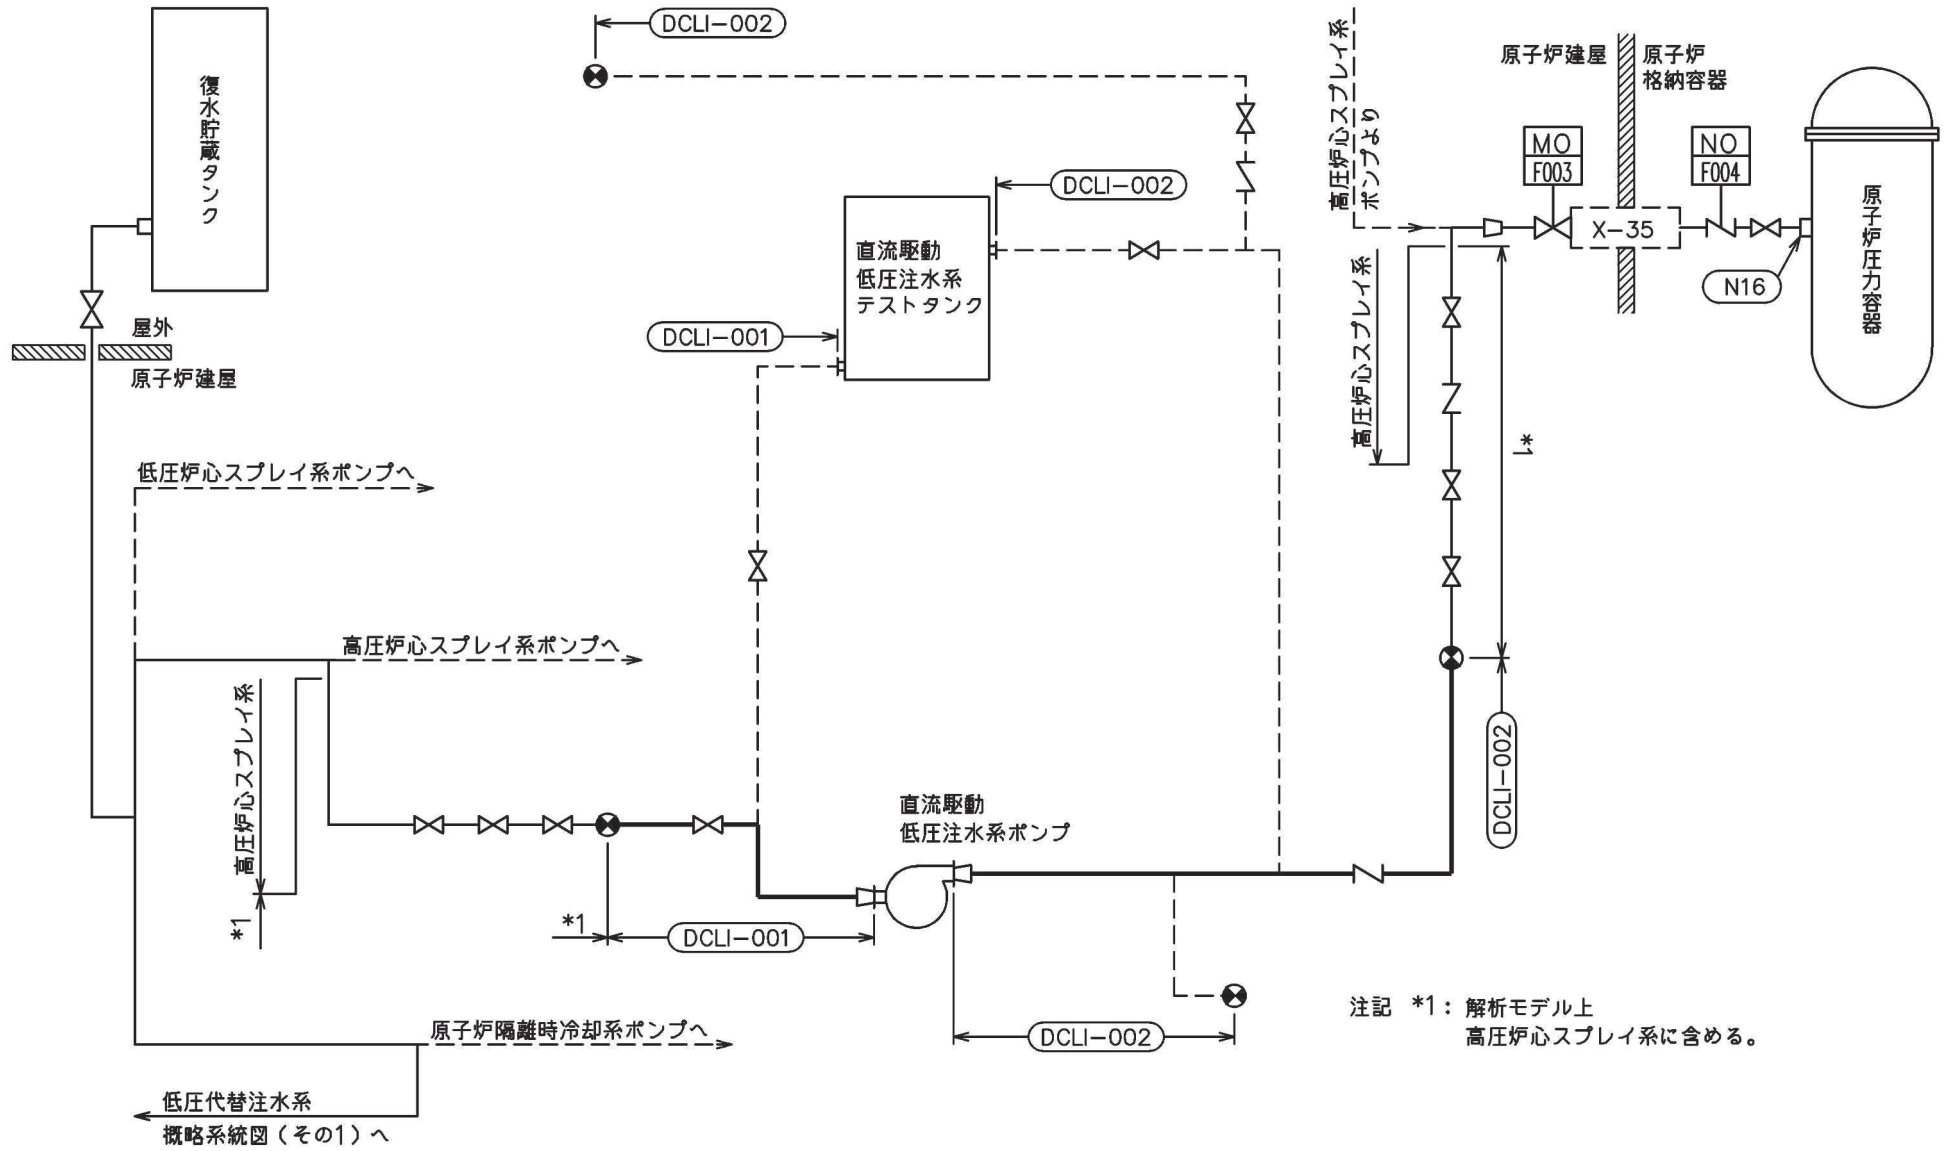 DCLI-002
復水貯蔵タンク
高圧炉心スプレイ系
ポンプより
原子炉建屋
原子炉
格納容器
MO
F003
NO
F004
X-35
N16
原子炉圧力容器
DCLI-002
直流駆動
低圧注水系
テストタンク
DCLI-001
屋外
原子炉建屋
高圧炉心スプレイ系
*1
低圧炉心スプレイ系ポンプへ
高圧炉心スプレイ系ポンプへ
高圧炉心スプレイ系
*1
DCLI-002
直流駆動
低圧注水系ポンプ
*1
DCLI-001
DCLI-002
原子炉隔離時冷却系ポンプへ
低圧代替注水系
概略系統図(その1)へ
注記 *1: 解析モデル上
高圧炉心スプレイ系に含める。